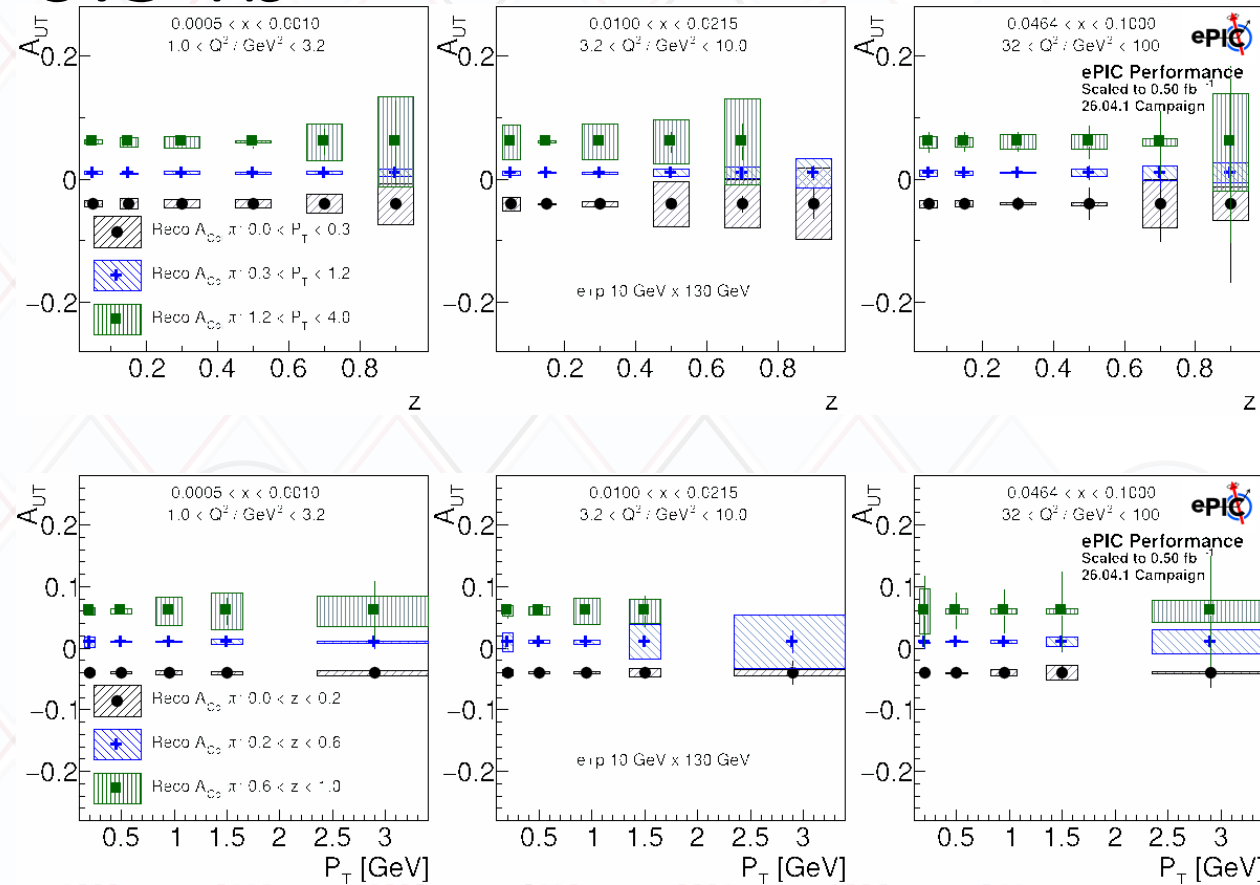 A_UT
0.0005 < x < 0.0010
1.0 < Q² / GeV² < 3.2
0.2
0
−0.2
Reco A_Co π⁺ 0.0 < P_T < 0.3
Reco A_Co π⁺ 0.3 < P_T < 1.2
Reco A_Co π⁺ 1.2 < P_T < 4.0
0.2 0.4 0.6 0.8
z
A_UT
0.0100 < x < 0.0215
3.2 < Q² / GeV² < 10.0
0.2
0
−0.2
e+p 10 GeV x 130 GeV
0.2 0.4 0.6 0.8
z
A_UT
0.0464 < x < 0.1000
32 < Q² / GeV² < 100
ePIC
ePIC Performance
Scaled to 0.50 fb⁻¹
26.04.1 Campaign
0.2
0
−0.2
0.2 0.4 0.6 0.8
z
A_UT
0.0005 < x < 0.0010
1.0 < Q² / GeV² < 3.2
0.2
0.1
0
−0.1
−0.2
Reco A_Co π⁺ 0.0 < z < 0.2
Reco A_Co π⁺ 0.2 < z < 0.6
Reco A_Co π⁺ 0.6 < z < 1.0
0.5 1 1.5 2 2.5 3
P_T [GeV]
A_UT
0.0100 < x < 0.0215
3.2 < Q² / GeV² < 10.0
0.2
0.1
0
−0.1
−0.2
e+p 10 GeV x 130 GeV
0.5 1 1.5 2 2.5 3
P_T [GeV]
A_UT
0.0464 < x < 0.1000
32 < Q² / GeV² < 100
ePIC
ePIC Performance
Scaled to 0.50 fb⁻¹
26.04.1 Campaign
0.2
0.1
0
−0.1
−0.2
0.5 1 1.5 2 2.5 3
P_T [GeV]